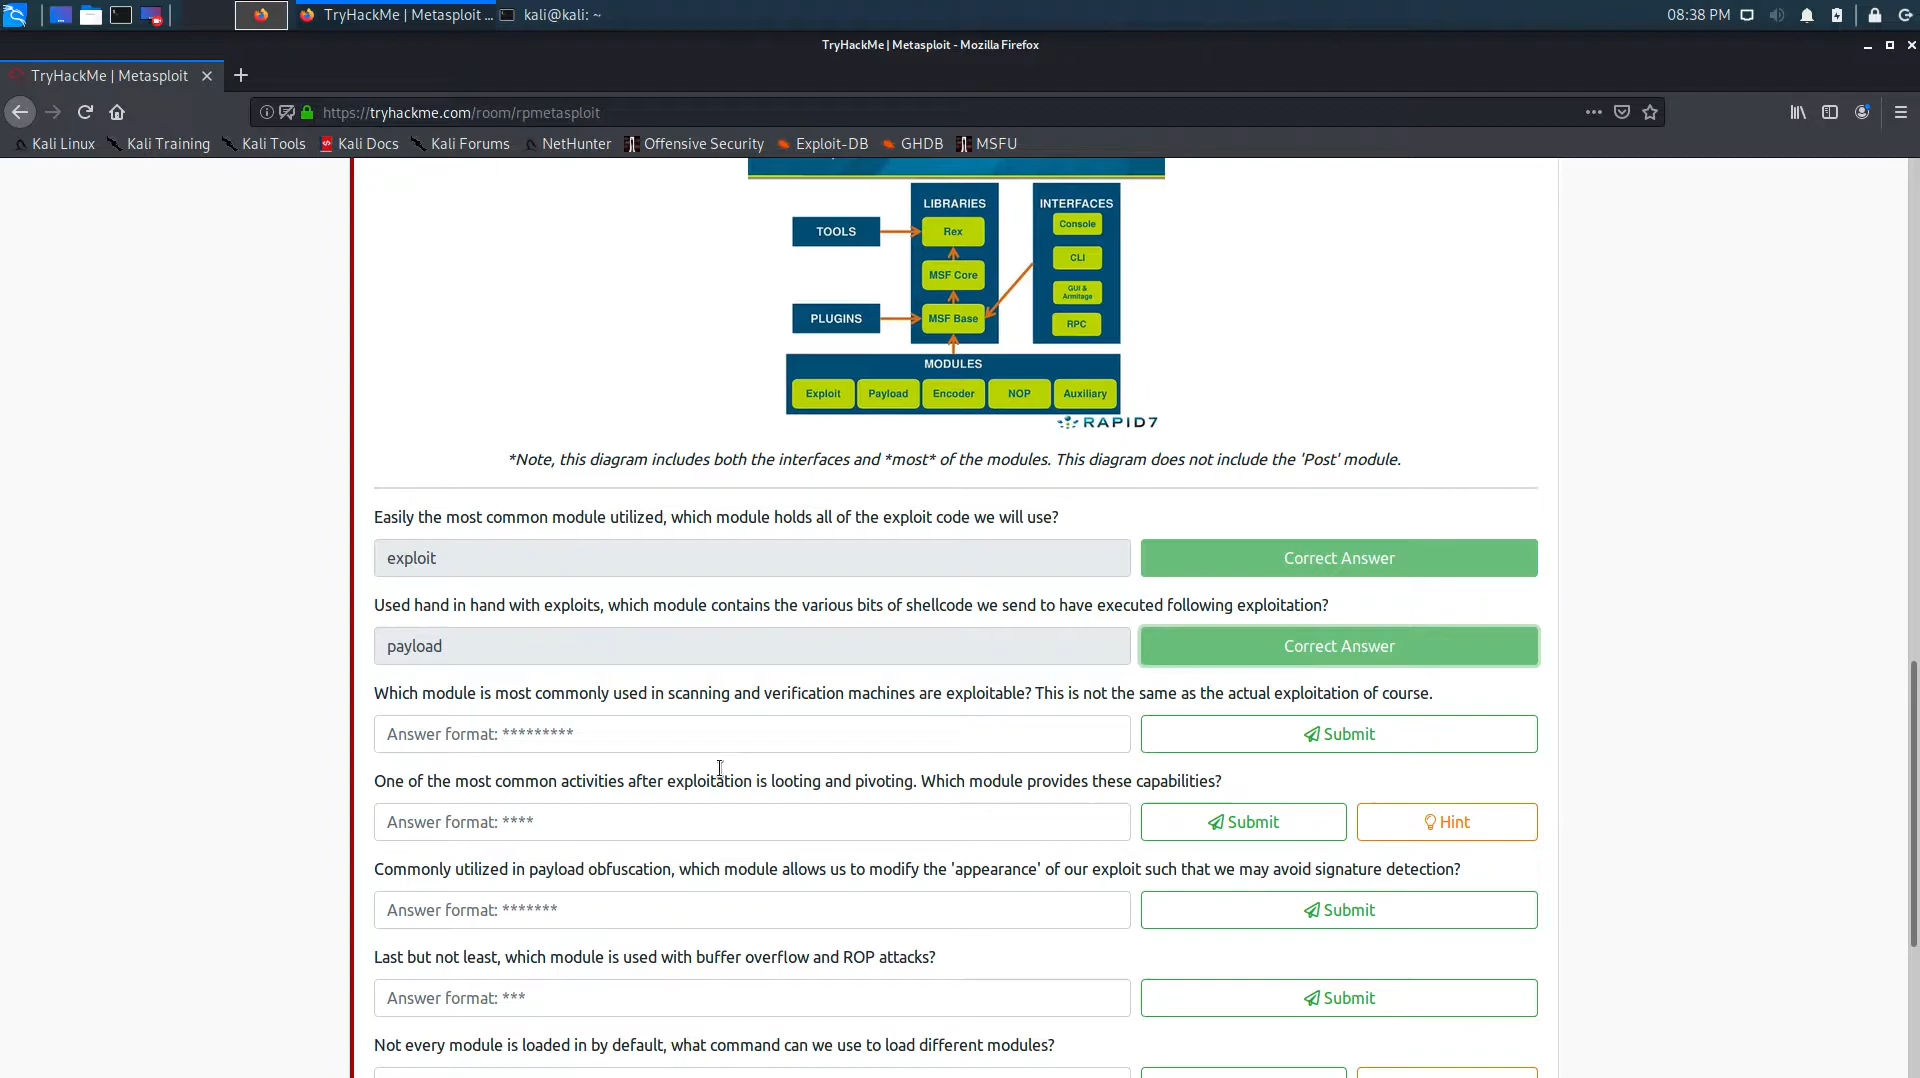 TryHackMe | Metasploit ...
kali@kali: ~
08:38 PM
TryHackMe | Metasploit - Mozilla Firefox
TryHackMe | Metasploit
https://tryhackme.com/room/rpmetasploit
Kali Linux
Kali Training
Kali Tools
Kali Docs
Kali Forums
NetHunter
Offensive Security
Exploit-DB
GHDB
MSFU
LIBRARIES
INTERFACES
TOOLS
Rex
Console
MSF Core
CLI
GUI &
Armitage
PLUGINS
MSF Base
RPC
MODULES
Exploit
Payload
Encoder
NOP
Auxiliary
RAPID7
*Note, this diagram includes both the interfaces and *most* of the modules. This diagram does not include the 'Post' module.
Easily the most common module utilized, which module holds all of the exploit code we will use?
exploit
Correct Answer
Used hand in hand with exploits, which module contains the various bits of shellcode we send to have executed following exploitation?
payload
Correct Answer
Which module is most commonly used in scanning and verification machines are exploitable? This is not the same as the actual exploitation of course.
Answer format: *********
Submit
One of the most common activities after exploitation is looting and pivoting. Which module provides these capabilities?
Answer format: ****
Submit
Hint
Commonly utilized in payload obfuscation, which module allows us to modify the 'appearance' of our exploit such that we may avoid signature detection?
Answer format: *******
Submit
Last but not least, which module is used with buffer overflow and ROP attacks?
Answer format: ***
Submit
Not every module is loaded in by default, what command can we use to load different modules?